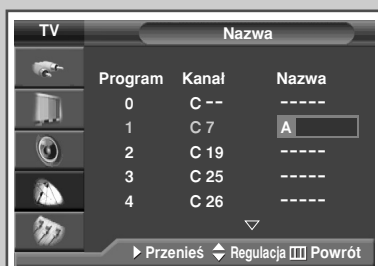 TV Nazwa
Program Kanał Nazwa
0 C -- -----
1 C 7 A
2 C 19 -----
3 C 25 -----
4 C 26 -----
Przenieś Regulacja Powrót